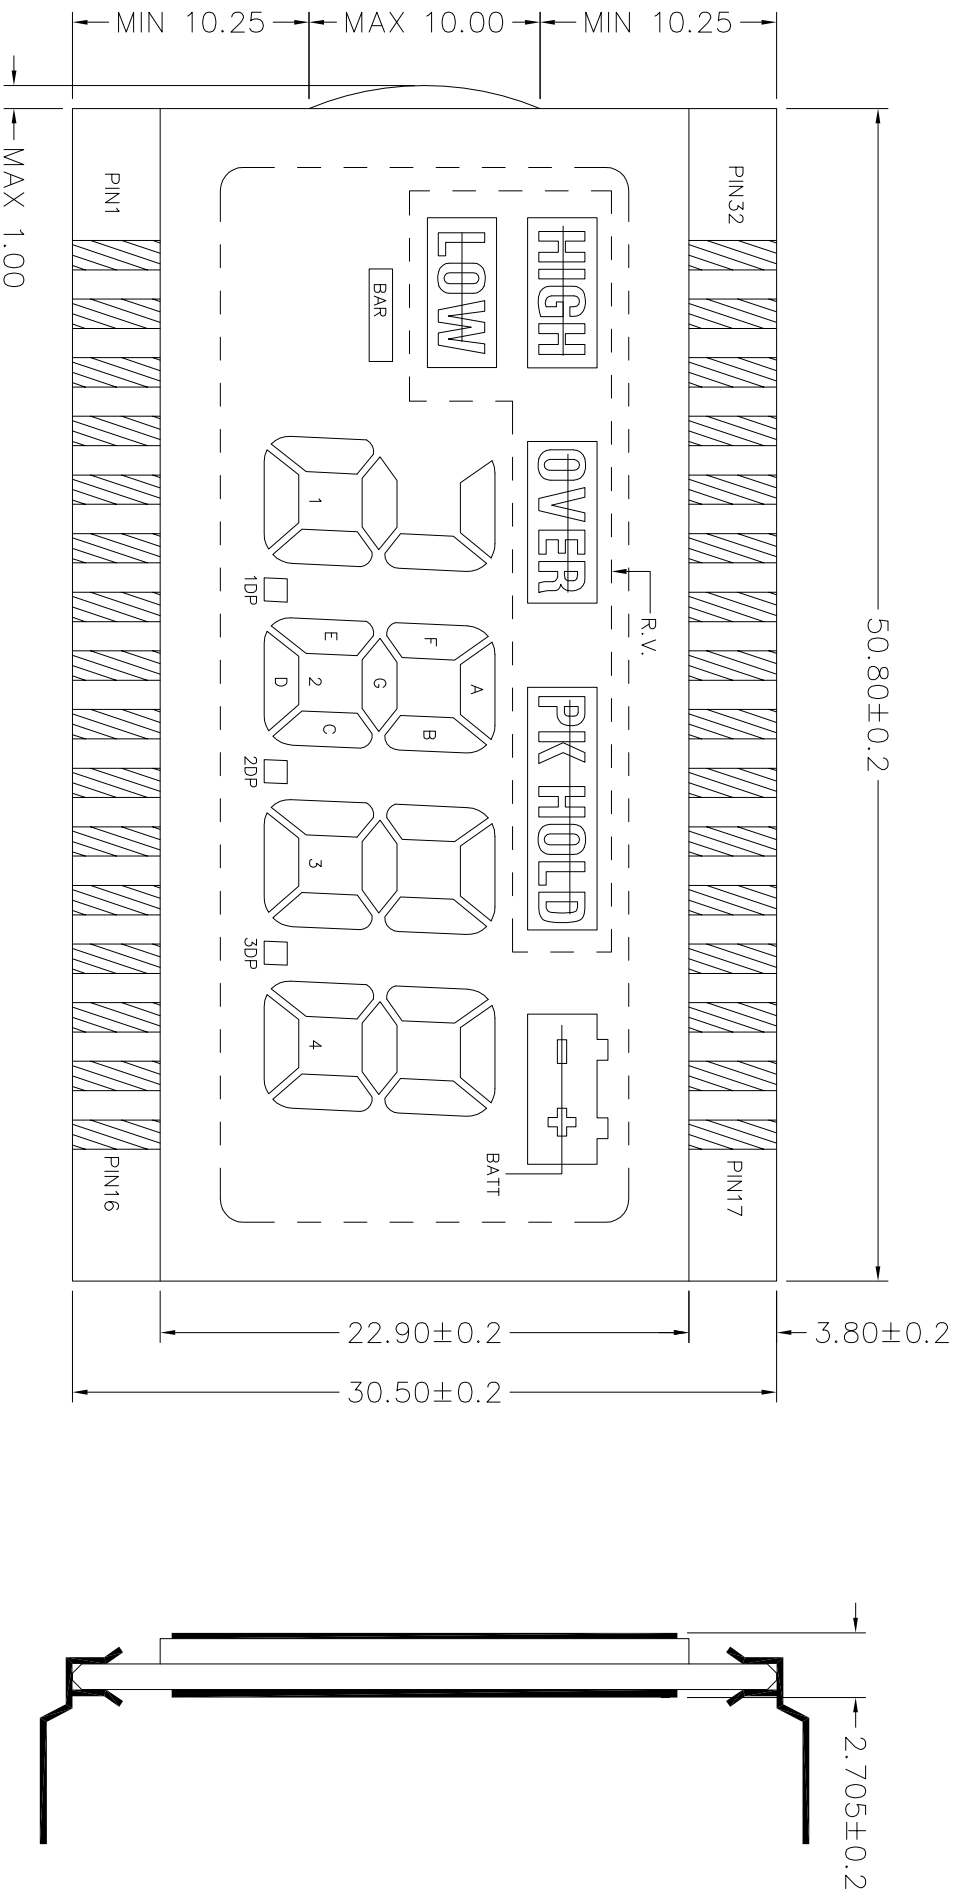 MIN 10.25
MAX 10.00
MIN 10.25
MAX 1.00
50.80±0.2
PIN1
PIN32
HIGH
LOW
OVER
PK HOLD
BAR
R.V.
1
1DP
A
B
C
D
E
F
G
2
2DP
3
3DP
4
BATT
PIN16
PIN17
22.90±0.2
3.80±0.2
30.50±0.2
2.705±0.2